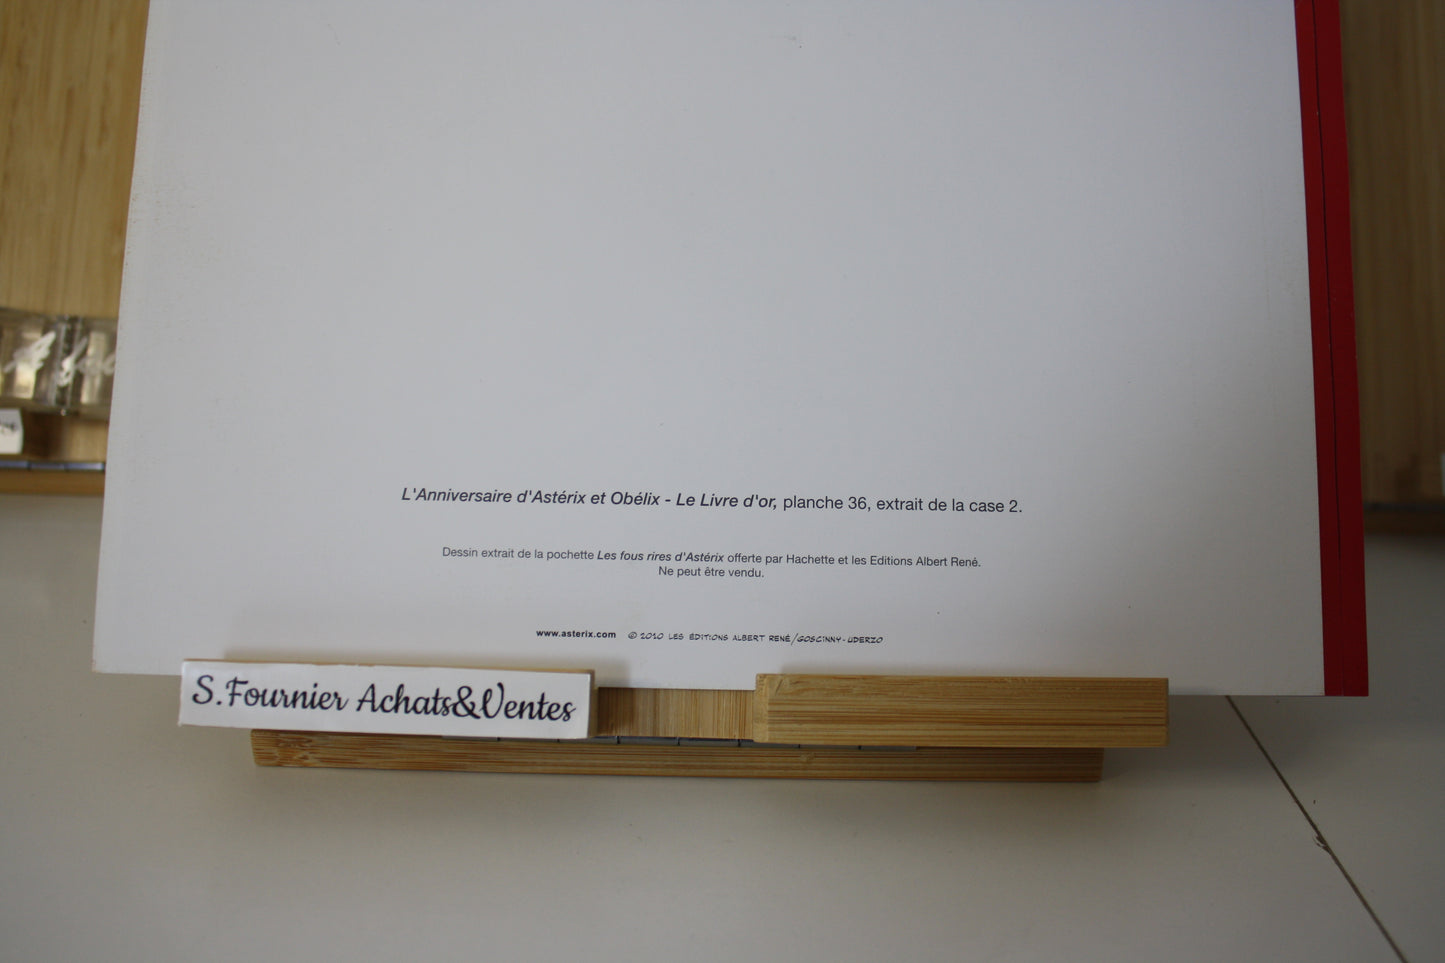 L'Anniversaire d'Astérix et Obélix - Le Livre d'or, planche 36, extrait de la case 2.
Dessin extrait de la pochette Les fous rires d'Astérix offerte par Hachette et les Editions Albert René.
Ne peut être vendu.
www.asterix.com © 2010 LES ÉDITIONS ALBERT RENÉ/GOSCINNY-UDERZO
S.Fournier Achats&Ventes